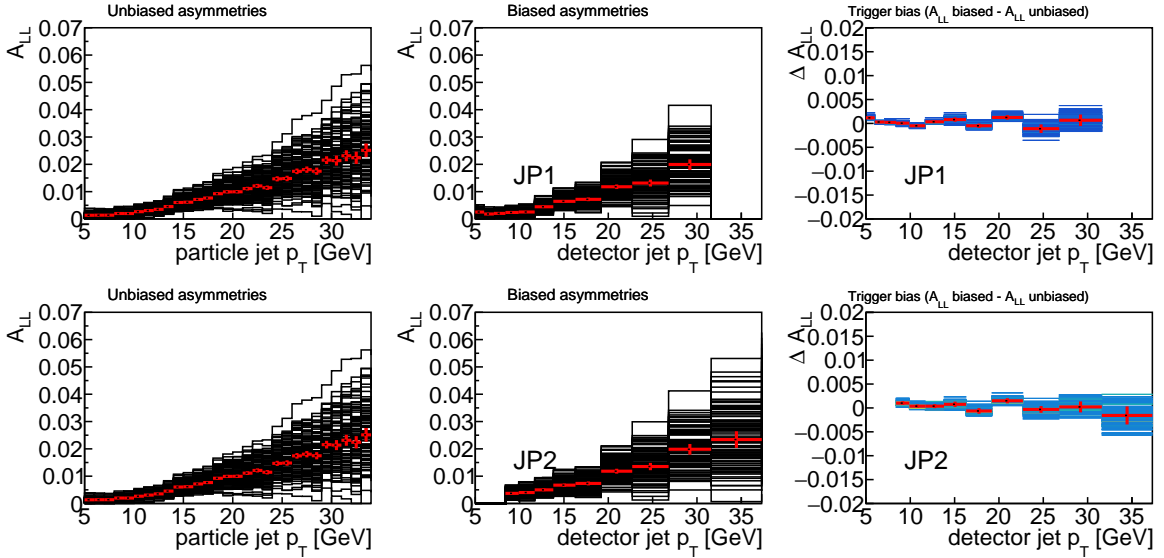 Unbiased asymmetries
A_LL
0.07
0.06
0.05
0.04
0.03
0.02
0.01
0
5 10 15 20 25 30
particle jet p_T [GeV]
Biased asymmetries
A_LL
0.07
0.06
0.05
0.04
0.03
0.02
0.01
0
JP1
5 10 15 20 25 30 35
detector jet p_T [GeV]
Trigger bias (A_LL biased - A_LL unbiased)
Δ A_LL
0.02
0.015
0.01
0.005
0
−0.005
−0.01
−0.015
−0.02
JP1
10 15 20 25 30 35
detector jet p_T [GeV]
Unbiased asymmetries
A_LL
0.07
0.06
0.05
0.04
0.03
0.02
0.01
0
5 10 15 20 25 30
particle jet p_T [GeV]
Biased asymmetries
A_LL
0.07
0.06
0.05
0.04
0.03
0.02
0.01
0
JP2
5 10 15 20 25 30 35
detector jet p_T [GeV]
Trigger bias (A_LL biased - A_LL unbiased)
Δ A_LL
0.02
0.015
0.01
0.005
0
−0.005
−0.01
−0.015
−0.02
JP2
10 15 20 25 30 35
detector jet p_T [GeV]